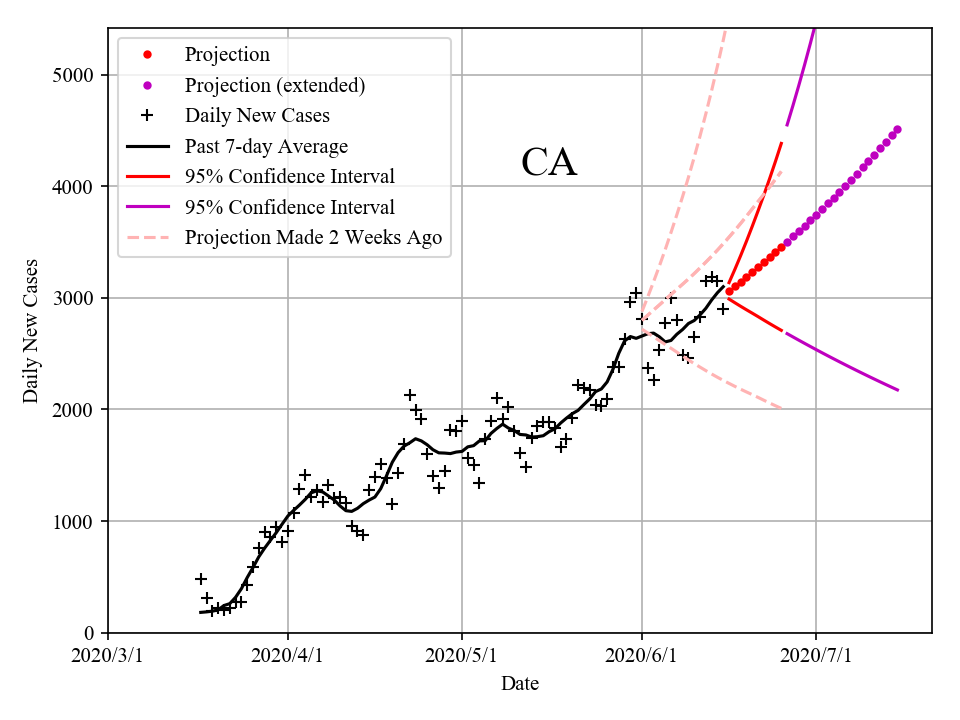 Projection
Projection (extended)
Daily New Cases
Past 7-day Average
95% Confidence Interval
95% Confidence Interval
Projection Made 2 Weeks Ago
CA
5000
4000
3000
2000
1000
0
Daily New Cases
2020/3/1 2020/4/1 2020/5/1 2020/6/1 2020/7/1
Date